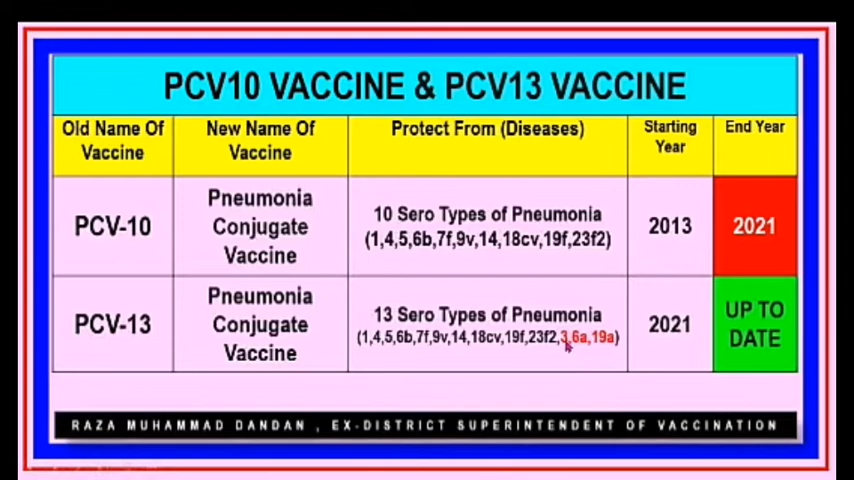 PCV10 VACCINE & PCV13 VACCINE
Old Name Of
Vaccine
New Name Of
Vaccine
Protect From (Diseases)
Starting
Year
End Year
PCV-10
Pneumonia
Conjugate
Vaccine
10 Sero Types of Pneumonia
(1,4,5,6b,7f,9v,14,18cv,19f,23f2)
2013
2021
PCV-13
Pneumonia
Conjugate
Vaccine
13 Sero Types of Pneumonia
(1,4,5,6b,7f,9v,14,18cv,19f,23f2,3,6a,19a)
2021
UP TO
DATE
RAZA MUHAMMAD DANDAN , EX-DISTRICT SUPERINTENDENT OF VACCINATION